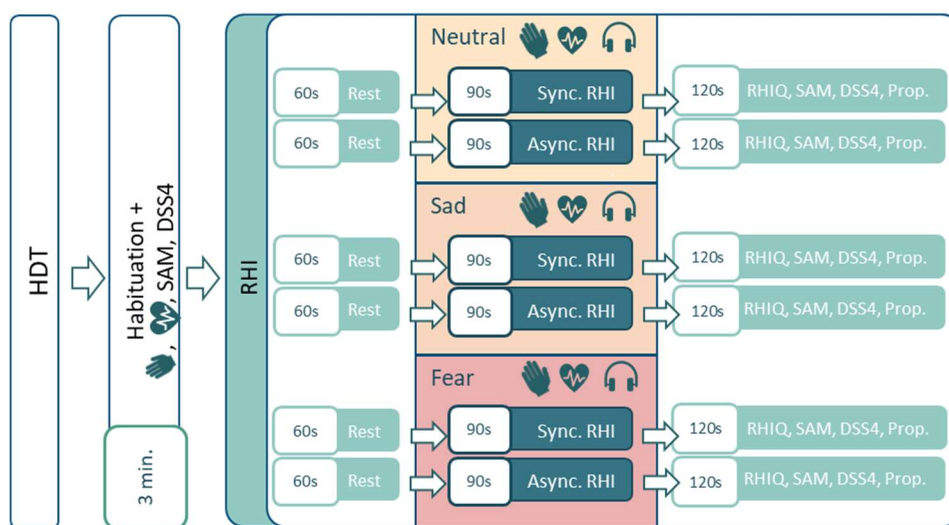 HDT
Habituation +
, , SAM, DSS4
3 min.
RHI
Neutral
60s Rest 90s Sync. RHI 120s RHIQ, SAM, DSS4, Prop.
60s Rest 90s Async. RHI 120s RHIQ, SAM, DSS4, Prop.
Sad
60s Rest 90s Sync. RHI 120s RHIQ, SAM, DSS4, Prop.
60s Rest 90s Async. RHI 120s RHIQ, SAM, DSS4, Prop.
Fear
60s Rest 90s Sync. RHI 120s RHIQ, SAM, DSS4, Prop.
60s Rest 90s Async. RHI 120s RHIQ, SAM, DSS4, Prop.